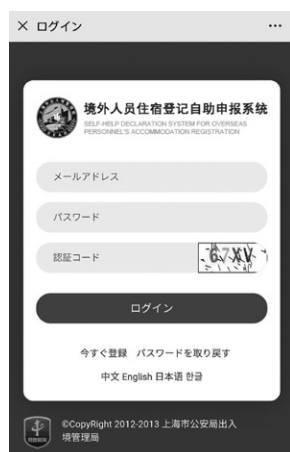 ログイン
境外人员住宿登记自助申报系统
SELF-HELP DECLARATION SYSTEM FOR OVERSEAS
PERSONNEL'S ACCOMMODATION REGISTRATION
メールアドレス
パスワード
認証コード
67XV
ログイン
今すぐ登録 パスワードを取り戻す
中文 English 日本语 한글
©CopyRight 2012-2013 上海市公安局出入
境管理局